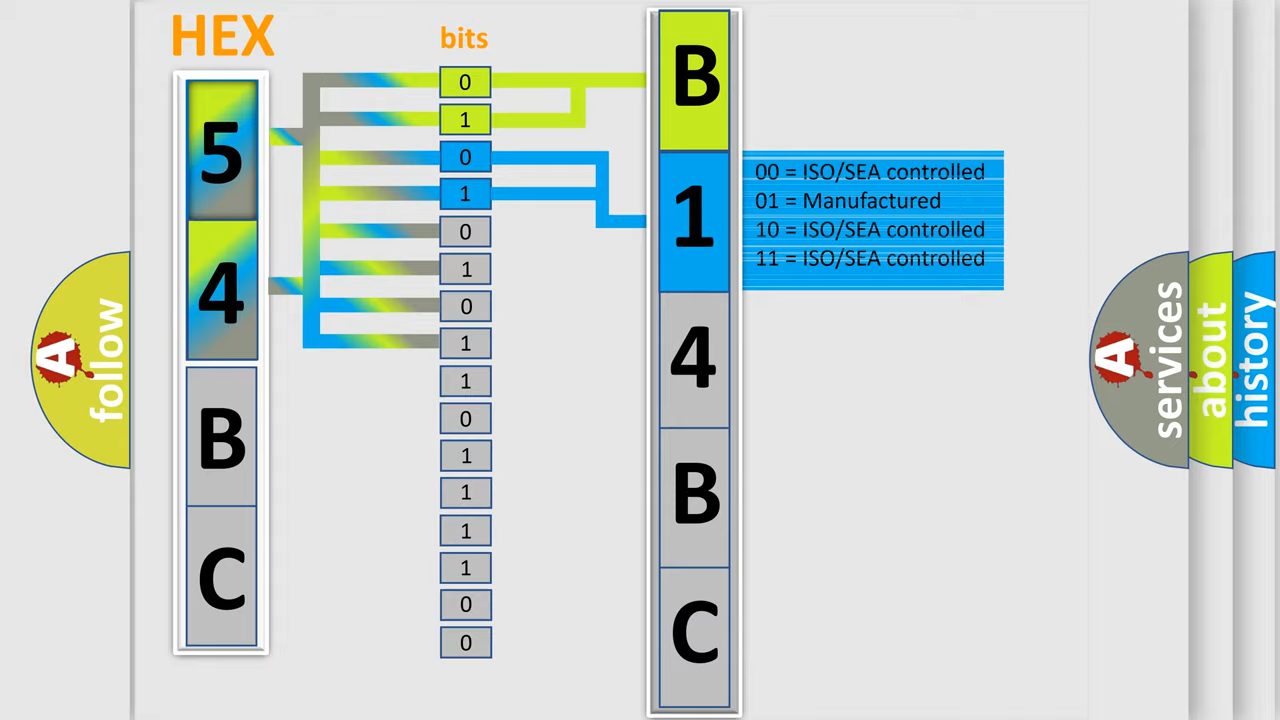 HEX
bits
5
4
B
C
0
1
0
1
0
1
0
1
1
0
1
1
1
1
0
0
B
1
4
B
C
00 = ISO/SEA controlled
01 = Manufactured
10 = ISO/SEA controlled
11 = ISO/SEA controlled
A
follow
A
services
about
history